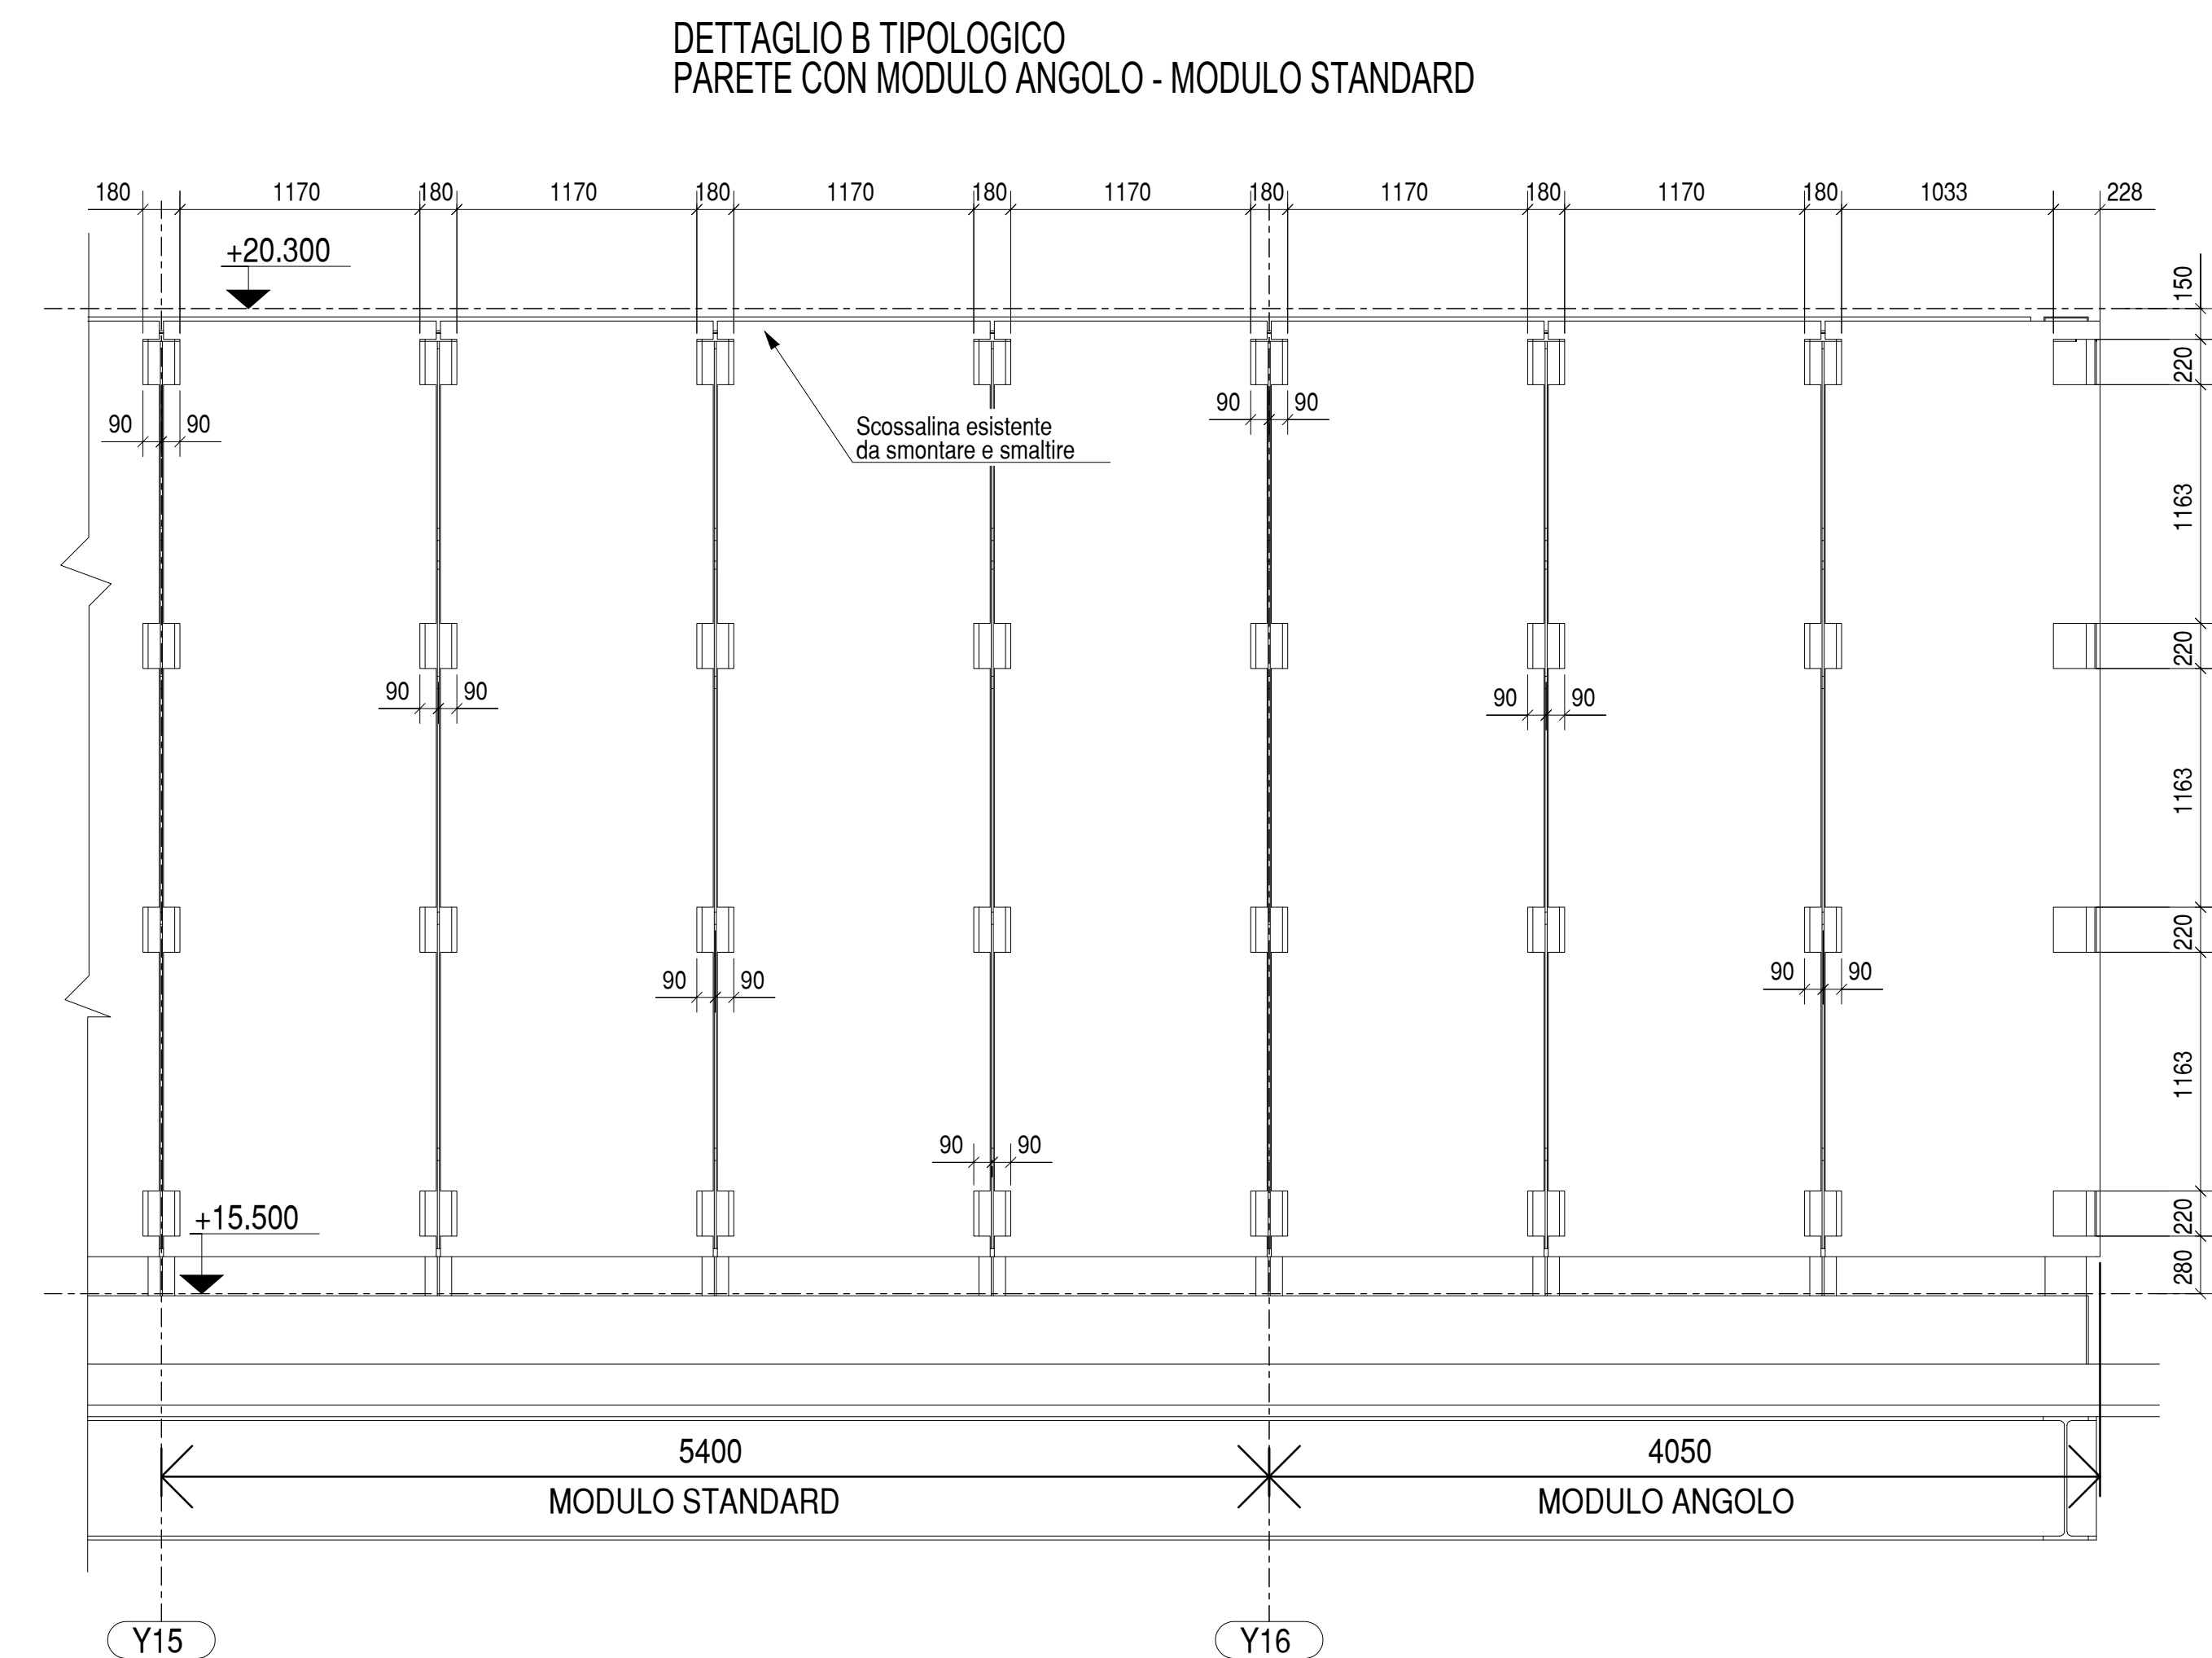 DETTAGLIO B TIPOLOGICO
PARETE CON MODULO ANGOLO - MODULO STANDARD
180 1170 180 1170 180 1170 180 1170 180 1170 180 1170 180 1033 228
+20.300
150
220
90 90
90 90
Scossalina esistente
da smontare e smaltire
1163
220
90 90
90 90
1163
220
90 90
90 90
1163
90 90
220
+15.500
280
5400
4050
MODULO STANDARD
MODULO ANGOLO
Y15
Y16